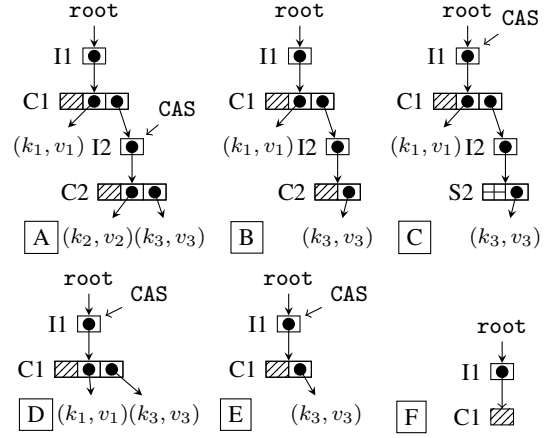 root
I1
C1
(k₁, v₁)
I2
CAS
C2
A
(k₂, v₂)(k₃, v₃)
root
I1
C1
(k₁, v₁)
I2
C2
B
(k₃, v₃)
root
CAS
I1
C1
(k₁, v₁)
I2
S2
C
(k₃, v₃)
root
CAS
I1
C1
D
(k₁, v₁)(k₃, v₃)
root
CAS
I1
C1
E
(k₃, v₃)
root
I1
F
C1